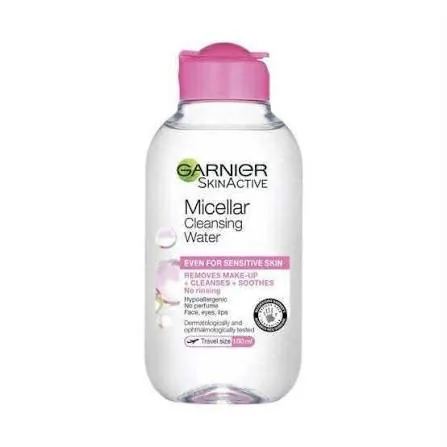 GARNIER
SKINACTIVE
Micellar
Cleansing
Water
EVEN FOR SENSITIVE SKIN
REMOVES MAKE-UP
+ CLEANSES + SOOTHES
No rinsing
Hypoallergenic
No perfume
Face, eyes, lips
Dermatologically and
ophthalmologically tested
Travel size 100ml